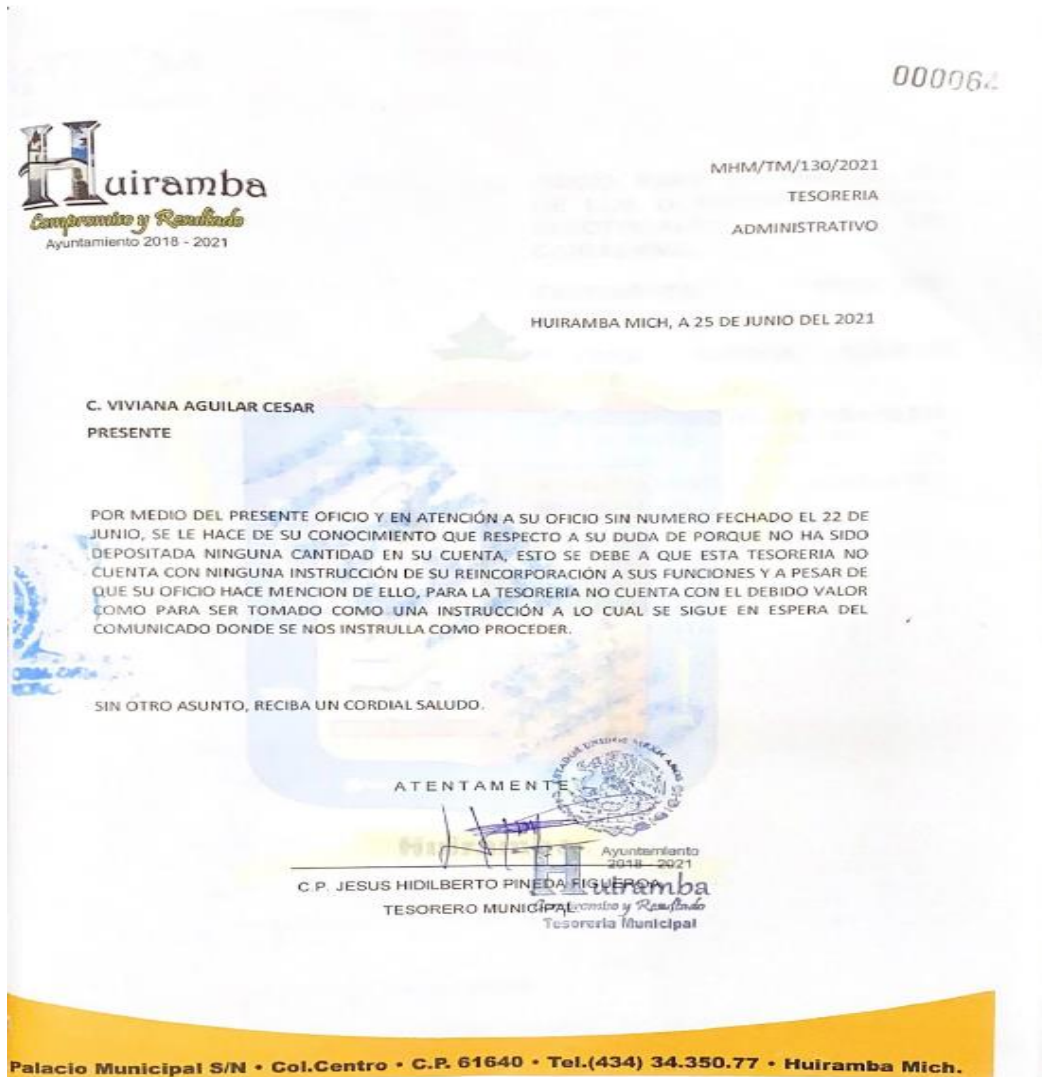 000064
Huiramba
Compromiso y Resultado
Ayuntamiento 2018 - 2021
MHM/TM/130/2021
TESORERIA
ADMINISTRATIVO
HUIRAMBA MICH, A 25 DE JUNIO DEL 2021
C. VIVIANA AGUILAR CESAR
PRESENTE
POR MEDIO DEL PRESENTE OFICIO Y EN ATENCIÓN A SU OFICIO SIN NUMERO FECHADO EL 22 DE
JUNIO, SE LE HACE DE SU CONOCIMIENTO QUE RESPECTO A SU DUDA DE PORQUE NO HA SIDO
DEPOSITADA NINGUNA CANTIDAD EN SU CUENTA, ESTO SE DEBE A QUE ESTA TESORERIA NO
CUENTA CON NINGUNA INSTRUCCIÓN DE SU REINCORPORACIÓN A SUS FUNCIONES Y A PESAR DE
QUE SU OFICIO HACE MENCION DE ELLO, PARA LA TESORERIA NO CUENTA CON EL DEBIDO VALOR
COMO PARA SER TOMADO COMO UNA INSTRUCCIÓN A LO CUAL SE SIGUE EN ESPERA DEL
COMUNICADO DONDE SE NOS INSTRULLA COMO PROCEDER.
SIN OTRO ASUNTO, RECIBA UN CORDIAL SALUDO.
ATENTAMENTE
Ayuntamiento
2018 - 2021
C.P. JESUS HIDILBERTO PINEDA FIGUEROA
Huiramba
TESORERO MUNICIPAL
Compromiso y Resultado
Tesorería Municipal
Palacio Municipal S/N • Col.Centro • C.P. 61640 • Tel.(434) 34.350.77 • Huiramba Mich.